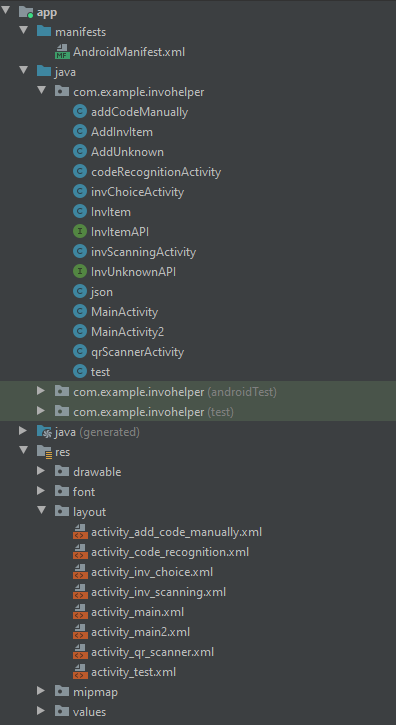 app
manifests
AndroidManifest.xml
java
com.example.invohelper
addCodeManually
AddInvItem
AddUnknown
codeRecognitionActivity
invChoiceActivity
InvItem
InvItemAPI
invScanningActivity
InvUnknownAPI
json
MainActivity
MainActivity2
qrScannerActivity
test
com.example.invohelper (androidTest)
com.example.invohelper (test)
java (generated)
res
drawable
font
layout
activity_add_code_manually.xml
activity_code_recognition.xml
activity_inv_choice.xml
activity_inv_scanning.xml
activity_main.xml
activity_main2.xml
activity_qr_scanner.xml
activity_test.xml
mipmap
values